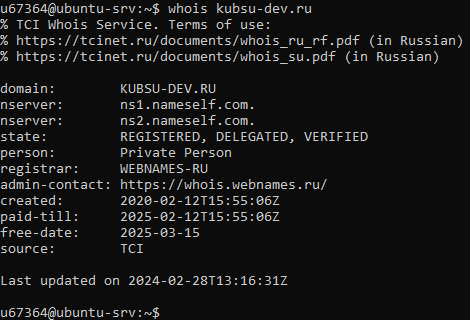 u67364@ubuntu-srv:~$ whois kubsu-dev.ru
% TCI Whois Service. Terms of use:
% https://tcinet.ru/documents/whois_ru_rf.pdf (in Russian)
% https://tcinet.ru/documents/whois_su.pdf (in Russian)

domain:        KUBSU-DEV.RU
nserver:       ns1.nameself.com.
nserver:       ns2.nameself.com.
state:         REGISTERED, DELEGATED, VERIFIED
person:        Private Person
registrar:     WEBNAMES-RU
admin-contact: https://whois.webnames.ru/
created:       2020-02-12T15:55:06Z
paid-till:     2025-02-12T15:55:06Z
free-date:     2025-03-15
source:        TCI

Last updated on 2024-02-28T13:16:31Z

u67364@ubuntu-srv:~$